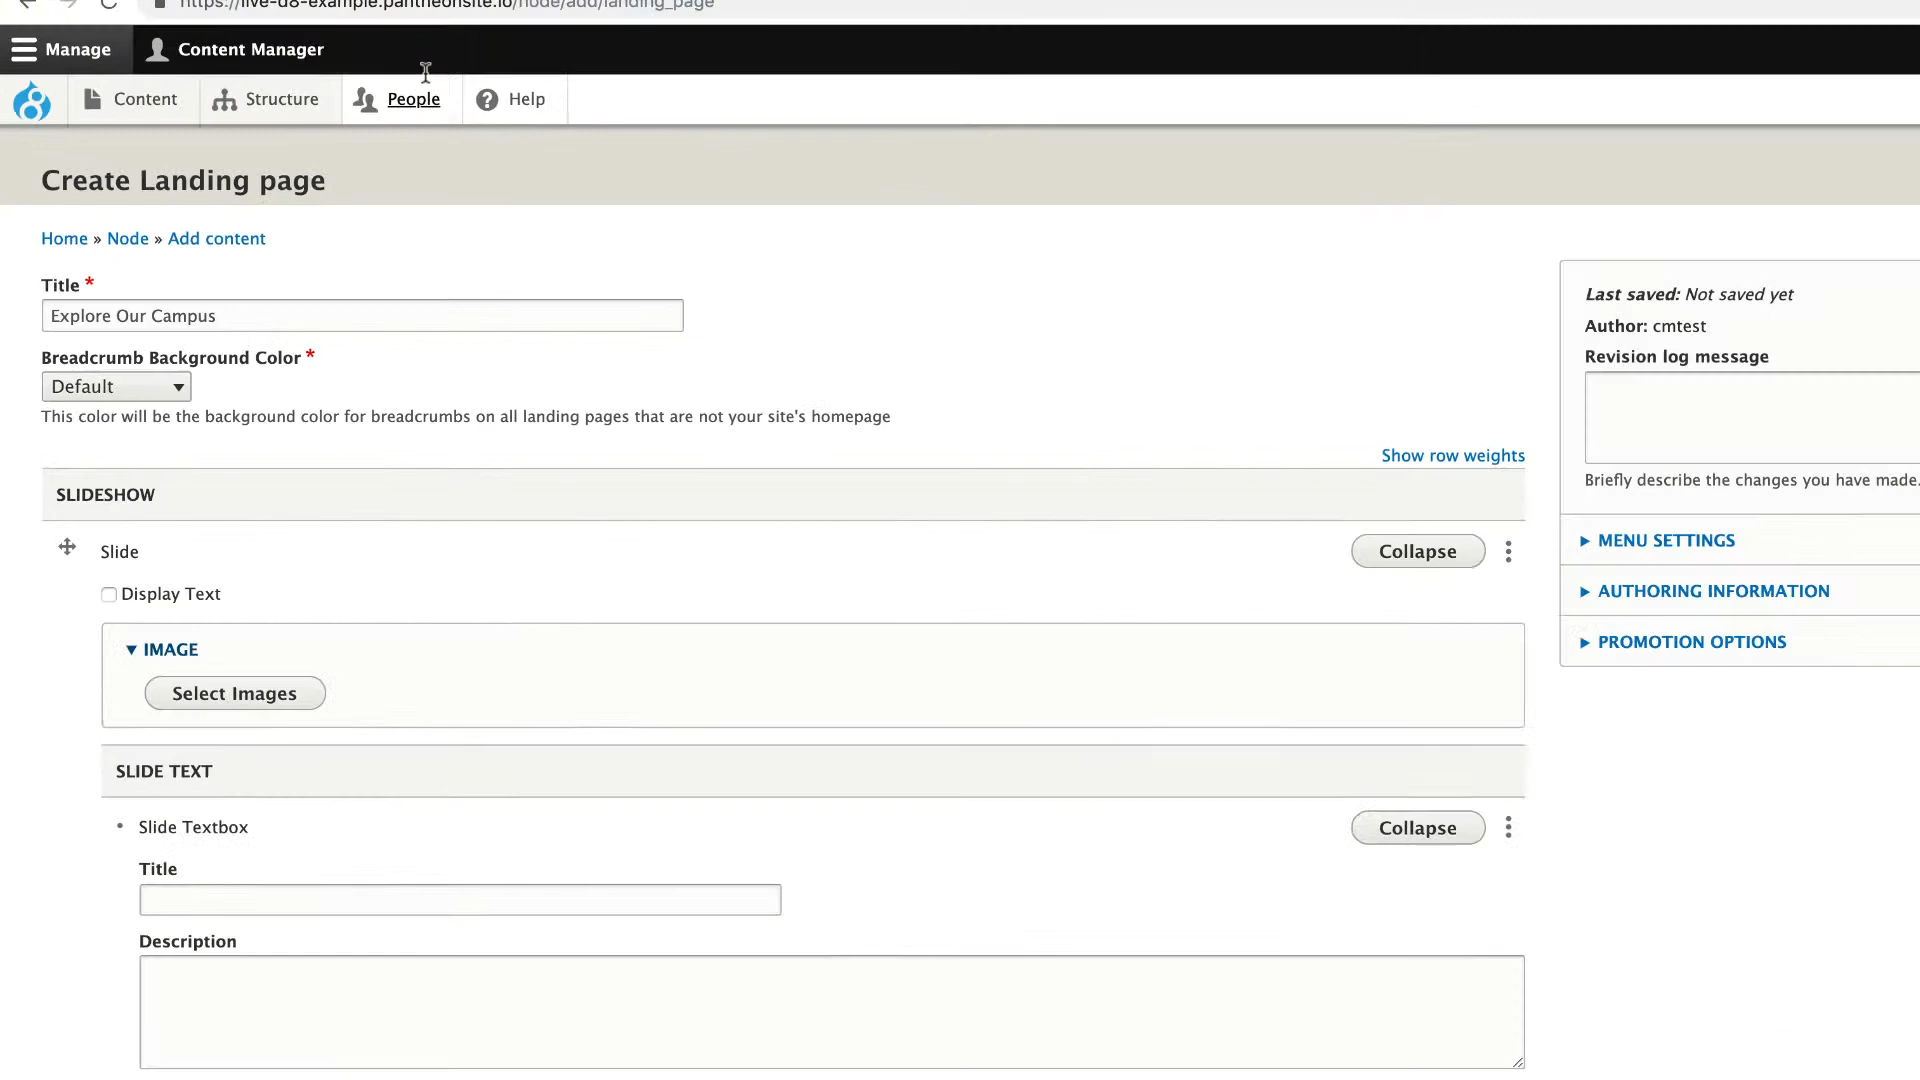 https://live-d8-example.pantheonsite.io/node/add/landing_page
Manage
Content Manager
Content
Structure
People
Help
Create Landing page
Home » Node » Add content
Title *
Explore Our Campus
Breadcrumb Background Color *
Default
This color will be the background color for breadcrumbs on all landing pages that are not your site's homepage
Show row weights
SLIDESHOW
Slide
Collapse
Display Text
IMAGE
Select Images
SLIDE TEXT
Slide Textbox
Collapse
Title
Description
Last saved: Not saved yet
Author: cmtest
Revision log message
Briefly describe the changes you have made.
MENU SETTINGS
AUTHORING INFORMATION
PROMOTION OPTIONS